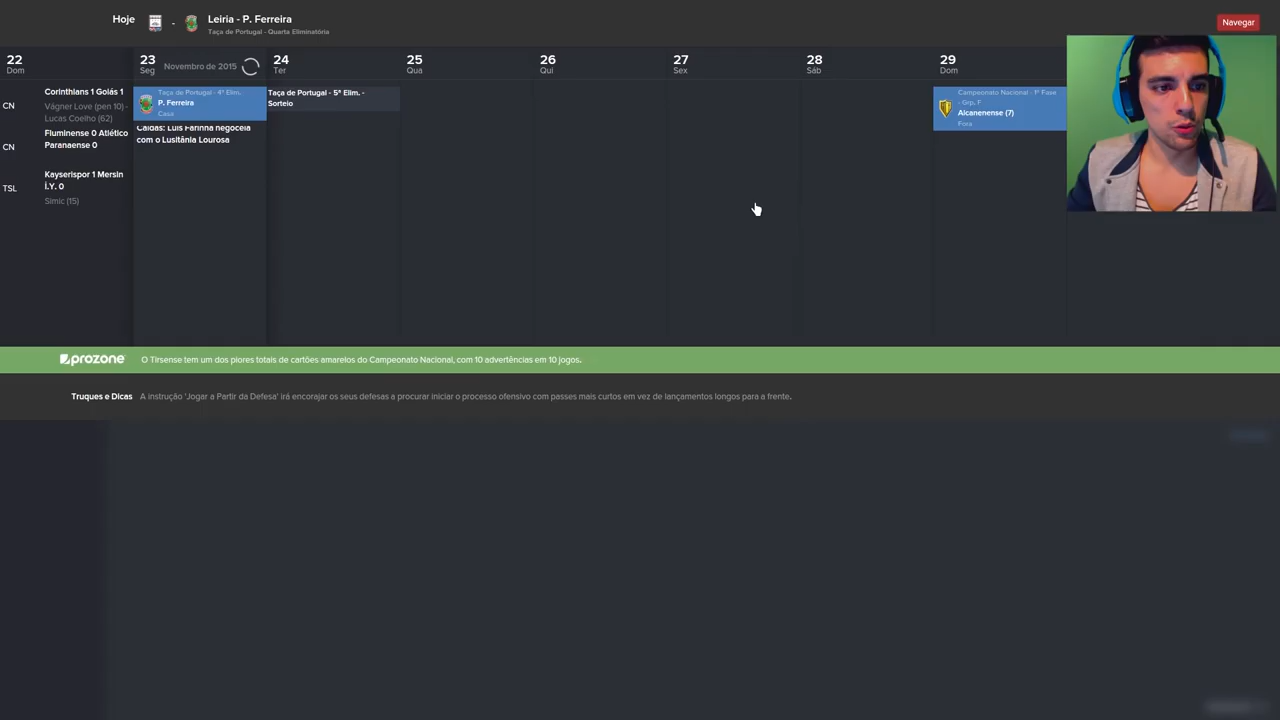 Hoje
Leiria - P. Ferreira
Taça de Portugal - Quarta Eliminatória
Navegar
22
Dom
23
Seg
Novembro de 2015
24
Ter
25
Qua
26
Qui
27
Sex
28
Sáb
29
Dom
CN
Corinthians 1 Goiás 1
Vágner Love (pen 10) -
Lucas Coelho (62)
CN
Fluminense 0 Atlético
Paranaense 0
TSL
Kayserispor 1 Mersin
İ.Y. 0
Simic (15)
Taça de Portugal - 4ª Elim..
P. Ferreira
Casa
Caldas: Luís Farinha negoceia
com o Lusitânia Lourosa
Taça de Portugal - 5ª Elim. -
Sorteio
Campeonato Nacional - 1ª Fase
- Grp. F
Alcanenense (7)
Fora
prozone
O Tirsense tem um dos piores totais de cartões amarelos do Campeonato Nacional, com 10 advertências em 10 jogos.
Truques e Dicas
A instrução 'Jogar a Partir da Defesa' irá encorajar os seus defesas a procurar iniciar o processo ofensivo com passes mais curtos em vez de lançamentos longos para a frente.